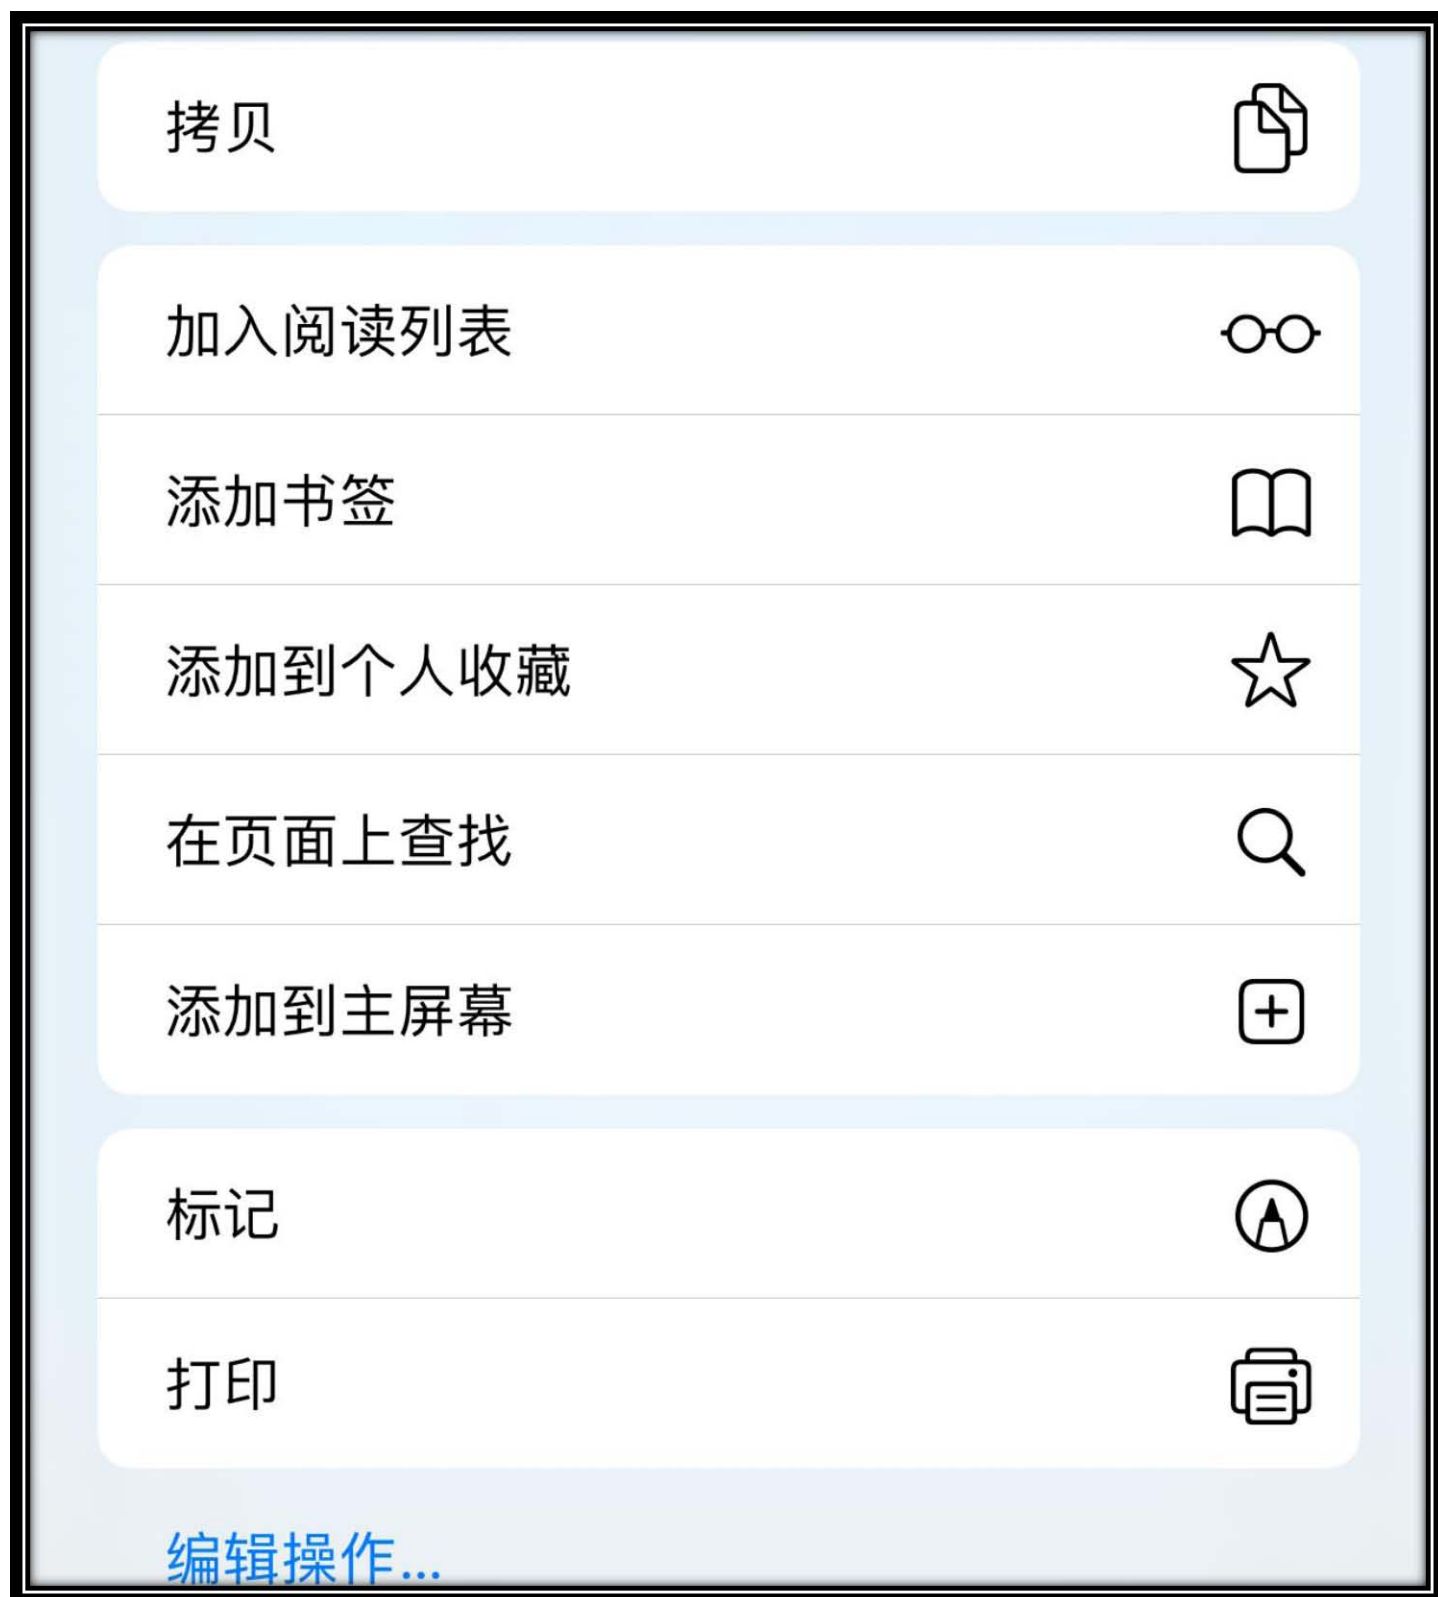 拷贝
加入阅读列表
添加书签
添加到个人收藏
在页面上查找
添加到主屏幕
标记
打印
编辑操作...